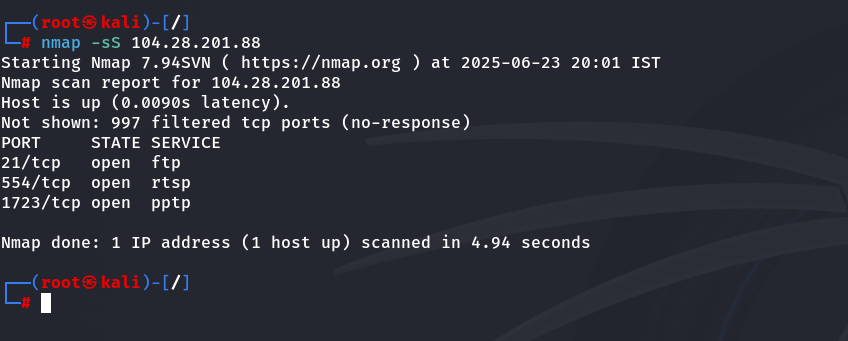 ┌──(root㉿kali)-[/]
└─# nmap -sS 104.28.201.88
Starting Nmap 7.94SVN ( https://nmap.org ) at 2025-06-23 20:01 IST
Nmap scan report for 104.28.201.88
Host is up (0.0090s latency).
Not shown: 997 filtered tcp ports (no-response)
PORT     STATE SERVICE
21/tcp   open  ftp
554/tcp  open  rtsp
1723/tcp open  pptp
Nmap done: 1 IP address (1 host up) scanned in 4.94 seconds
┌──(root㉿kali)-[/]
└─#